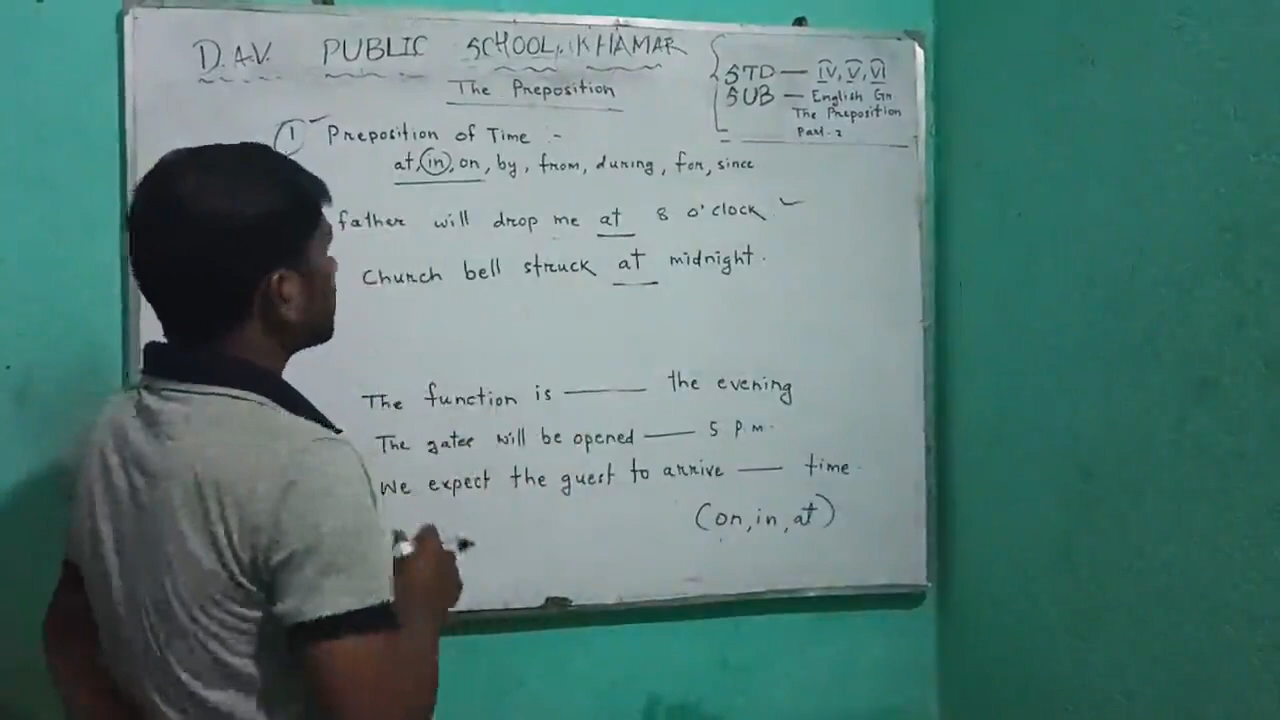 D.A.V. PUBLIC SCHOOL, KHAMAR
STD — IV, V, VI
SUB — English Gr
The Preposition
Part-2
The Preposition
1 Preposition of Time :-
at, in, on, by, from, during, for, since
father will drop me at 8 o'clock
Church bell struck at midnight.
The function is ——— the evening
The gates will be opened —— 5 P.M.
We expect the guest to arrive —— time.
(on, in, at)